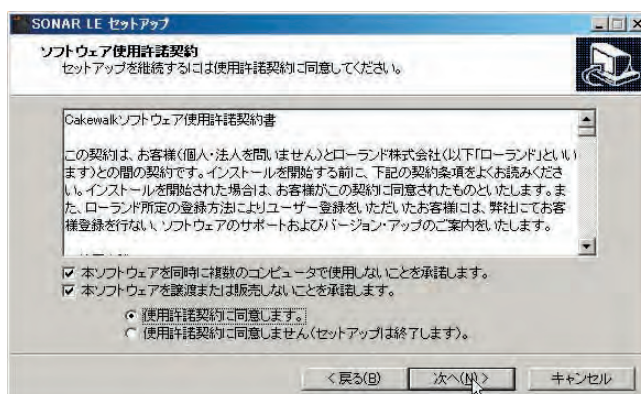 SONAR LE セットアップ
ソフトウェア使用許諾契約
セットアップを継続するには使用許諾契約に同意してください。
Cakewalkソフトウェア使用許諾契約書
この契約は、お客様(個人・法人を問いません)とローランド株式会社(以下「ローランド」といい
ます)との間の契約です。インストールを開始する前に、下記の契約条項をよくお読みくださ
い。インストールを開始された場合は、お客様がこの契約に同意されたものといたします。ま
た、ローランド所定の登録方法によりユーザー登録をいただいたお客様には、弊社にてお客
様登録を行ない、ソフトウェアのサポートおよびバージョン・アップのご案内をいたします。
本ソフトウェアを同時に複数のコンピュータで使用しないことを承諾します。
本ソフトウェアを譲渡または販売しないことを承諾します。
使用許諾契約に同意します。
使用許諾契約に同意しません(セットアップは終了します)。
< 戻る(B)
次へ(N) >
キャンセル